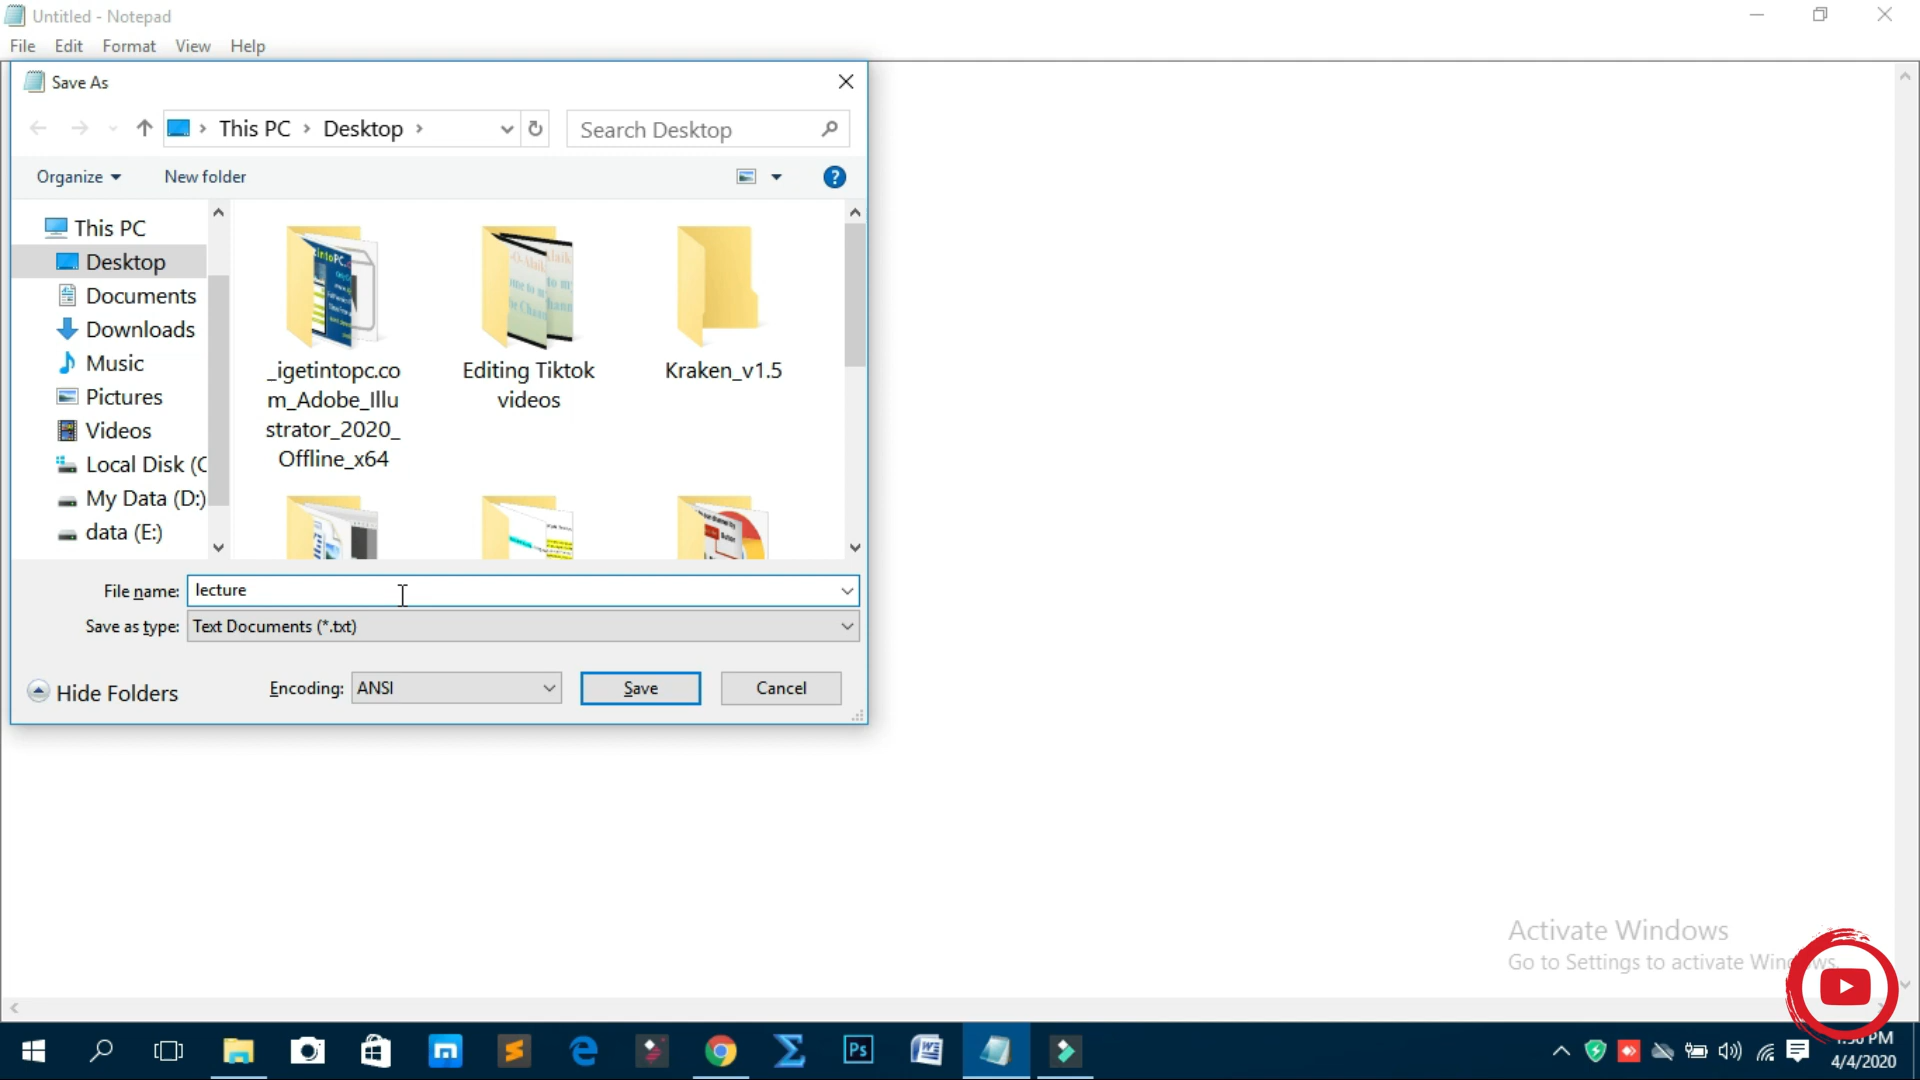 Untitled - Notepad
File Edit Format View Help
Save As
This PC Desktop
Search Desktop
Organize New folder
This PC
Desktop
Documents
Downloads
Music
Pictures
Videos
Local Disk (C
My Data (D:)
data (E:)
_igetintopc.co
m_Adobe_Illu
strator_2020_
Offline_x64
Editing Tiktok
videos
Kraken_v1.5
File name: lecture
Save as type: Text Documents (*.txt)
Hide Folders
Encoding: ANSI
Save
Cancel
Activate Windows
Go to Settings to activate Windows.
Ps
PM
4/4/2020